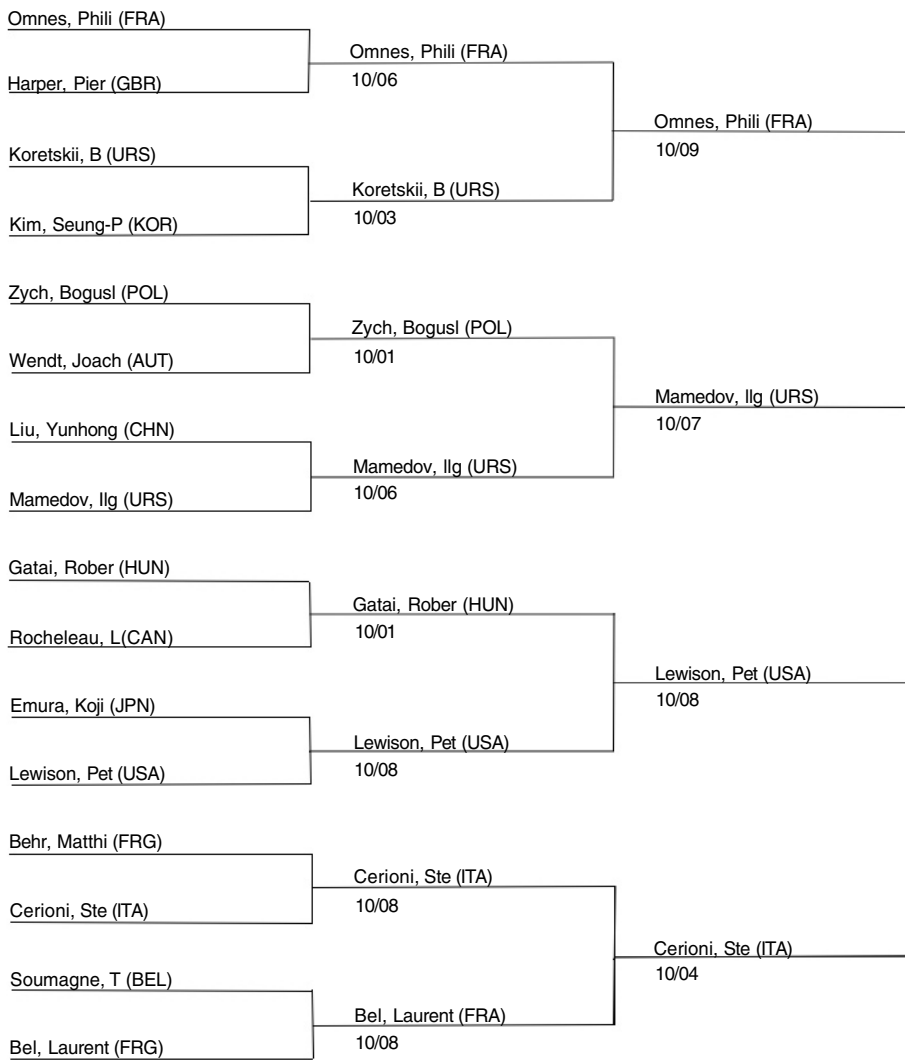 Omnes, Phili (FRA)
Harper, Pier (GBR)
Koretskii, B (URS)
Kim, Seung-P (KOR)
Zych, Bogusl (POL)
Wendt, Joach (AUT)
Liu, Yunhong (CHN)
Mamedov, Ilg (URS)
Gatai, Rober (HUN)
Rocheleau, L(CAN)
Emura, Koji (JPN)
Lewison, Pet (USA)
Behr, Matthi (FRG)
Cerioni, Ste (ITA)
Soumagne, T (BEL)
Bel, Laurent (FRG)
Omnes, Phili (FRA)
10/06
Koretskii, B (URS)
10/03
Zych, Bogusl (POL)
10/01
Mamedov, Ilg (URS)
10/06
Gatai, Rober (HUN)
10/01
Lewison, Pet (USA)
10/08
Cerioni, Ste (ITA)
10/08
Bel, Laurent (FRA)
10/08
Omnes, Phili (FRA)
10/09
Mamedov, Ilg (URS)
10/07
Lewison, Pet (USA)
10/08
Cerioni, Ste (ITA)
10/04